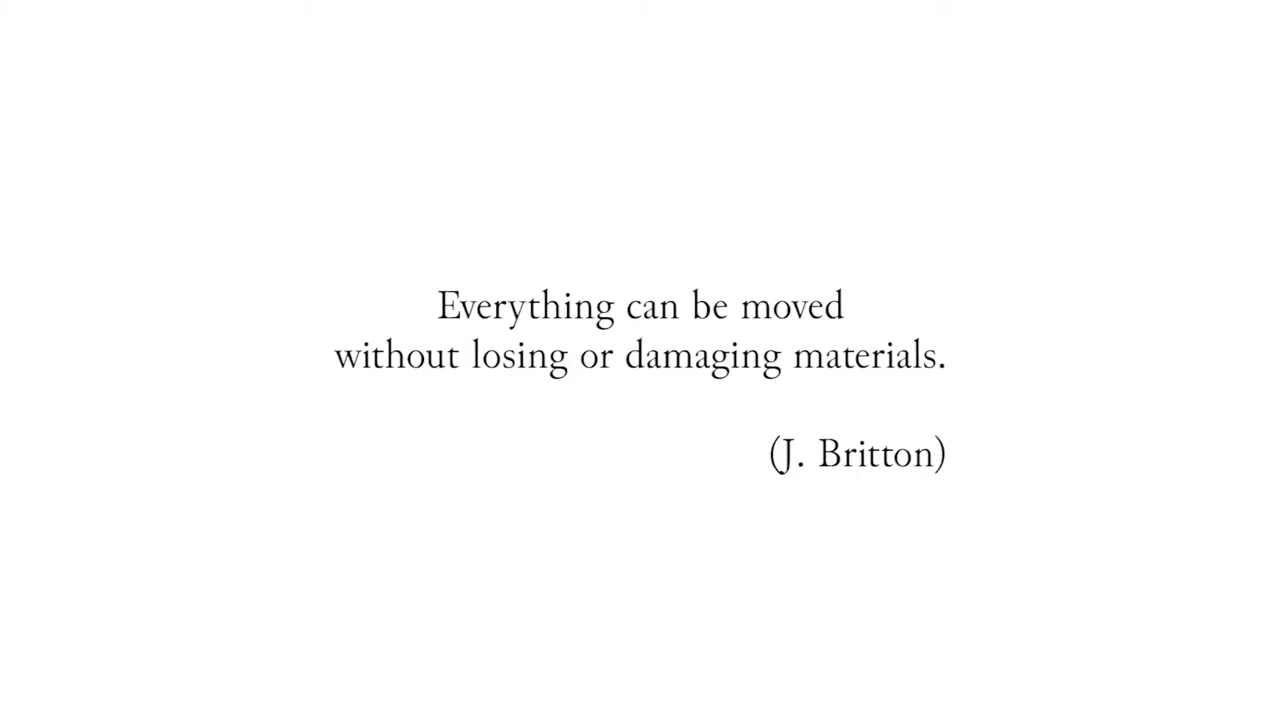 Everything can be moved
without losing or damaging materials.
(J. Britton)